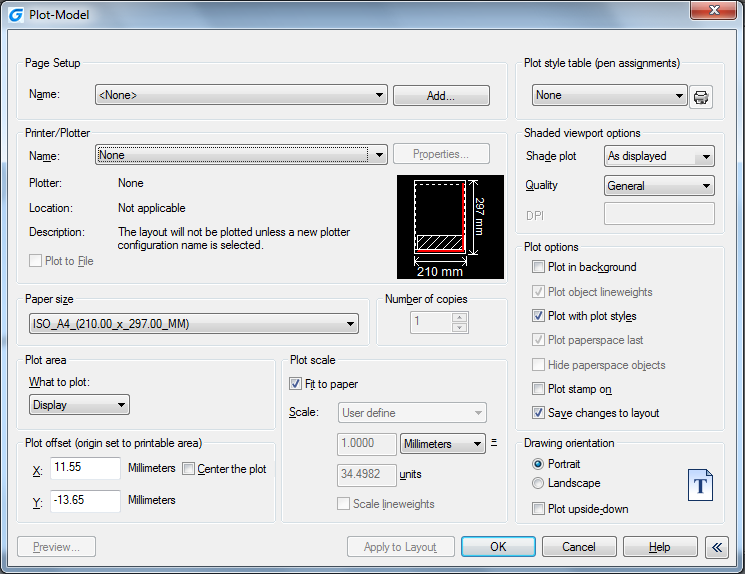 Plot-Model
Page Setup
Name:
<None>
Add...
Printer/Plotter
Name:
None
Properties...
Plotter:
None
Location:
Not applicable
Description:
The layout will not be plotted unless a new plotter
configuration name is selected.
Plot to File
297 mm
210 mm
Paper size
ISO_A4_(210.00_x_297.00_MM)
Number of copies
1
Plot area
What to plot:
Display
Plot offset (origin set to printable area)
X:
11.55
Millimeters
Center the plot
Y:
-13.65
Millimeters
Plot scale
Fit to paper
Scale:
User define
1.0000
Millimeters
=
34.4982
units
Scale lineweights
Plot style table (pen assignments)
None
Shaded viewport options
Shade plot
As displayed
Quality
General
DPI
Plot options
Plot in background
Plot object lineweights
Plot with plot styles
Plot paperspace last
Hide paperspace objects
Plot stamp on
Save changes to layout
Drawing orientation
Portrait
Landscape
Plot upside-down
T
Preview...
Apply to Layout
OK
Cancel
Help